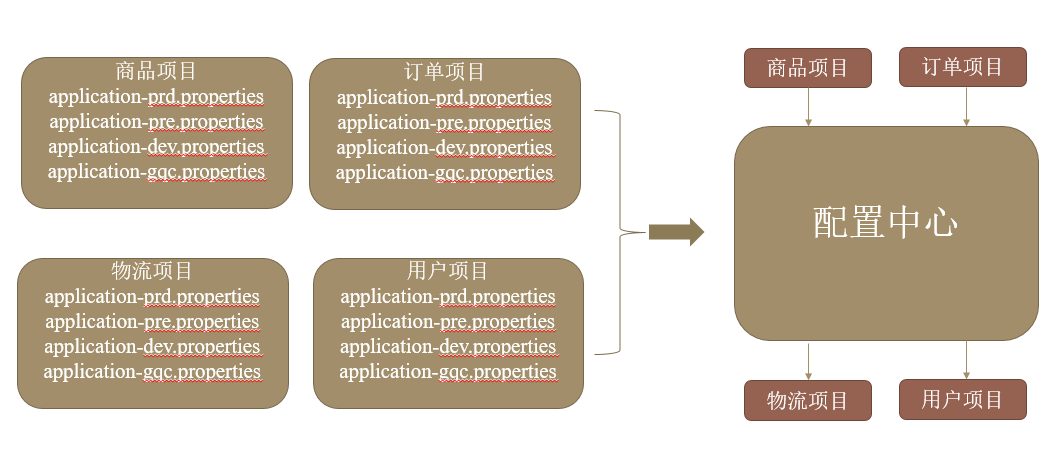 商品项目
application-prd.properties
application-pre.properties
application-dev.properties
application-gqc.properties
订单项目
application-prd.properties
application-pre.properties
application-dev.properties
application-gqc.properties
物流项目
application-prd.properties
application-pre.properties
application-dev.properties
application-gqc.properties
用户项目
application-prd.properties
application-pre.properties
application-dev.properties
application-gqc.properties
商品项目
订单项目
配置中心
物流项目
用户项目